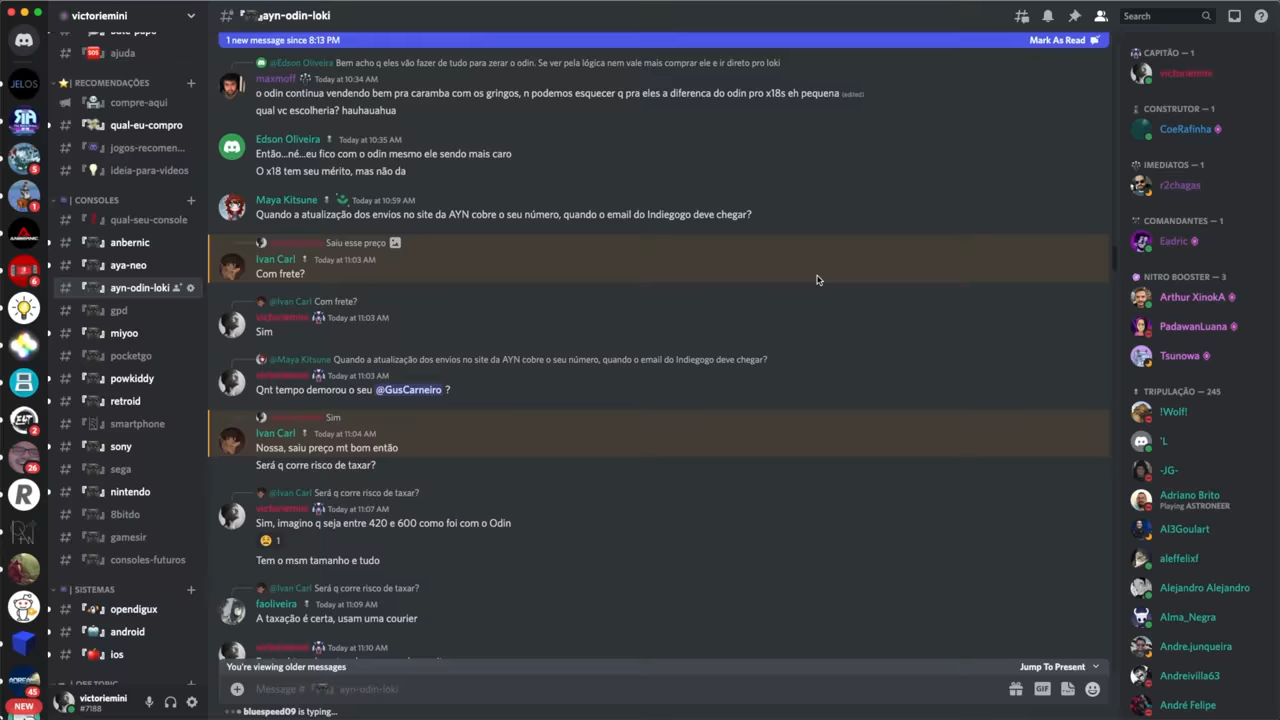 victoriemini
ayn-odin-loki
Search
1 new message since 8:13 PM
Mark As Read
bate-papo
ajuda
| RECOMENDAÇÕES
compre-aqui
qual-eu-compro
jogos-recomen...
ideia-para-videos
| CONSOLES
qual-seu-console
anbernic
aya-neo
ayn-odin-loki
gpd
miyoo
pocketgo
powkiddy
retroid
smartphone
sony
sega
nintendo
8bitdo
gamesir
consoles-futuros
| SISTEMAS
opendigux
android
ios
OFF TOPIC
victoriemini
#7188
JELOS
ANBERNIC
5
1
6
2
26
45
NEW
@Edson Oliveira Bem acho q eles vão fazer de tudo para zerar o odin. Se ver pela lógica nem vale mais comprar ele e ir direto pro loki
maxmoff Today at 10:34 AM
o odin continua vendendo bem pra caramba com os gringos, n podemos esquecer q pra eles a diferenca do odin pro x18s eh pequena (edited)
qual vc escolheria? hauhauahua
Edson Oliveira Today at 10:35 AM
Então...né...eu fico com o odin mesmo ele sendo mais caro
O x18 tem seu mérito, mas não da
Maya Kitsune Today at 10:59 AM
Quando a atualização dos envios no site da AYN cobre o seu número, quando o email do Indiegogo deve chegar?
Saiu esse preço
Ivan Carl Today at 11:03 AM
Com frete?
@Ivan Carl Com frete?
victoriemini Today at 11:03 AM
Sim
@Maya Kitsune Quando a atualização dos envios no site da AYN cobre o seu número, quando o email do Indiegogo deve chegar?
victoriemini Today at 11:03 AM
Qnt tempo demorou o seu @GusCarneiro ?
Sim
Ivan Carl Today at 11:04 AM
Nossa, saiu preço mt bom então
Será q corre risco de taxar?
@Ivan Carl Será q corre risco de taxar?
victoriemini Today at 11:07 AM
Sim, imagino q seja entre 420 e 600 como foi com o Odin
1
Tem o msm tamanho e tudo
@Ivan Carl Será q corre risco de taxar?
faoliveira Today at 11:09 AM
A taxação é certa, usam uma courier
Today at 11:10 AM
You're viewing older messages
Jump To Present
Message # ayn-odin-loki
GIF
bluespeed09 is typing...
CAPITÃO — 1
victoriemini
CONSTRUTOR — 1
CoeRafinha
IMEDIATOS — 1
r2chagas
COMANDANTES — 1
Eadric
NITRO BOOSTER — 3
Arthur XinokA
PadawanLuana
Tsunowa
TRIPULAÇÃO — 245
!Wolf!
'L
-JG-
Adriano Brito
Playing ASTRONEER
Al3Goulart
aleffelixf
Alejandro Alejandro
Alma_Negra
Andre.junqueira
Andreivilla63
André Felipe